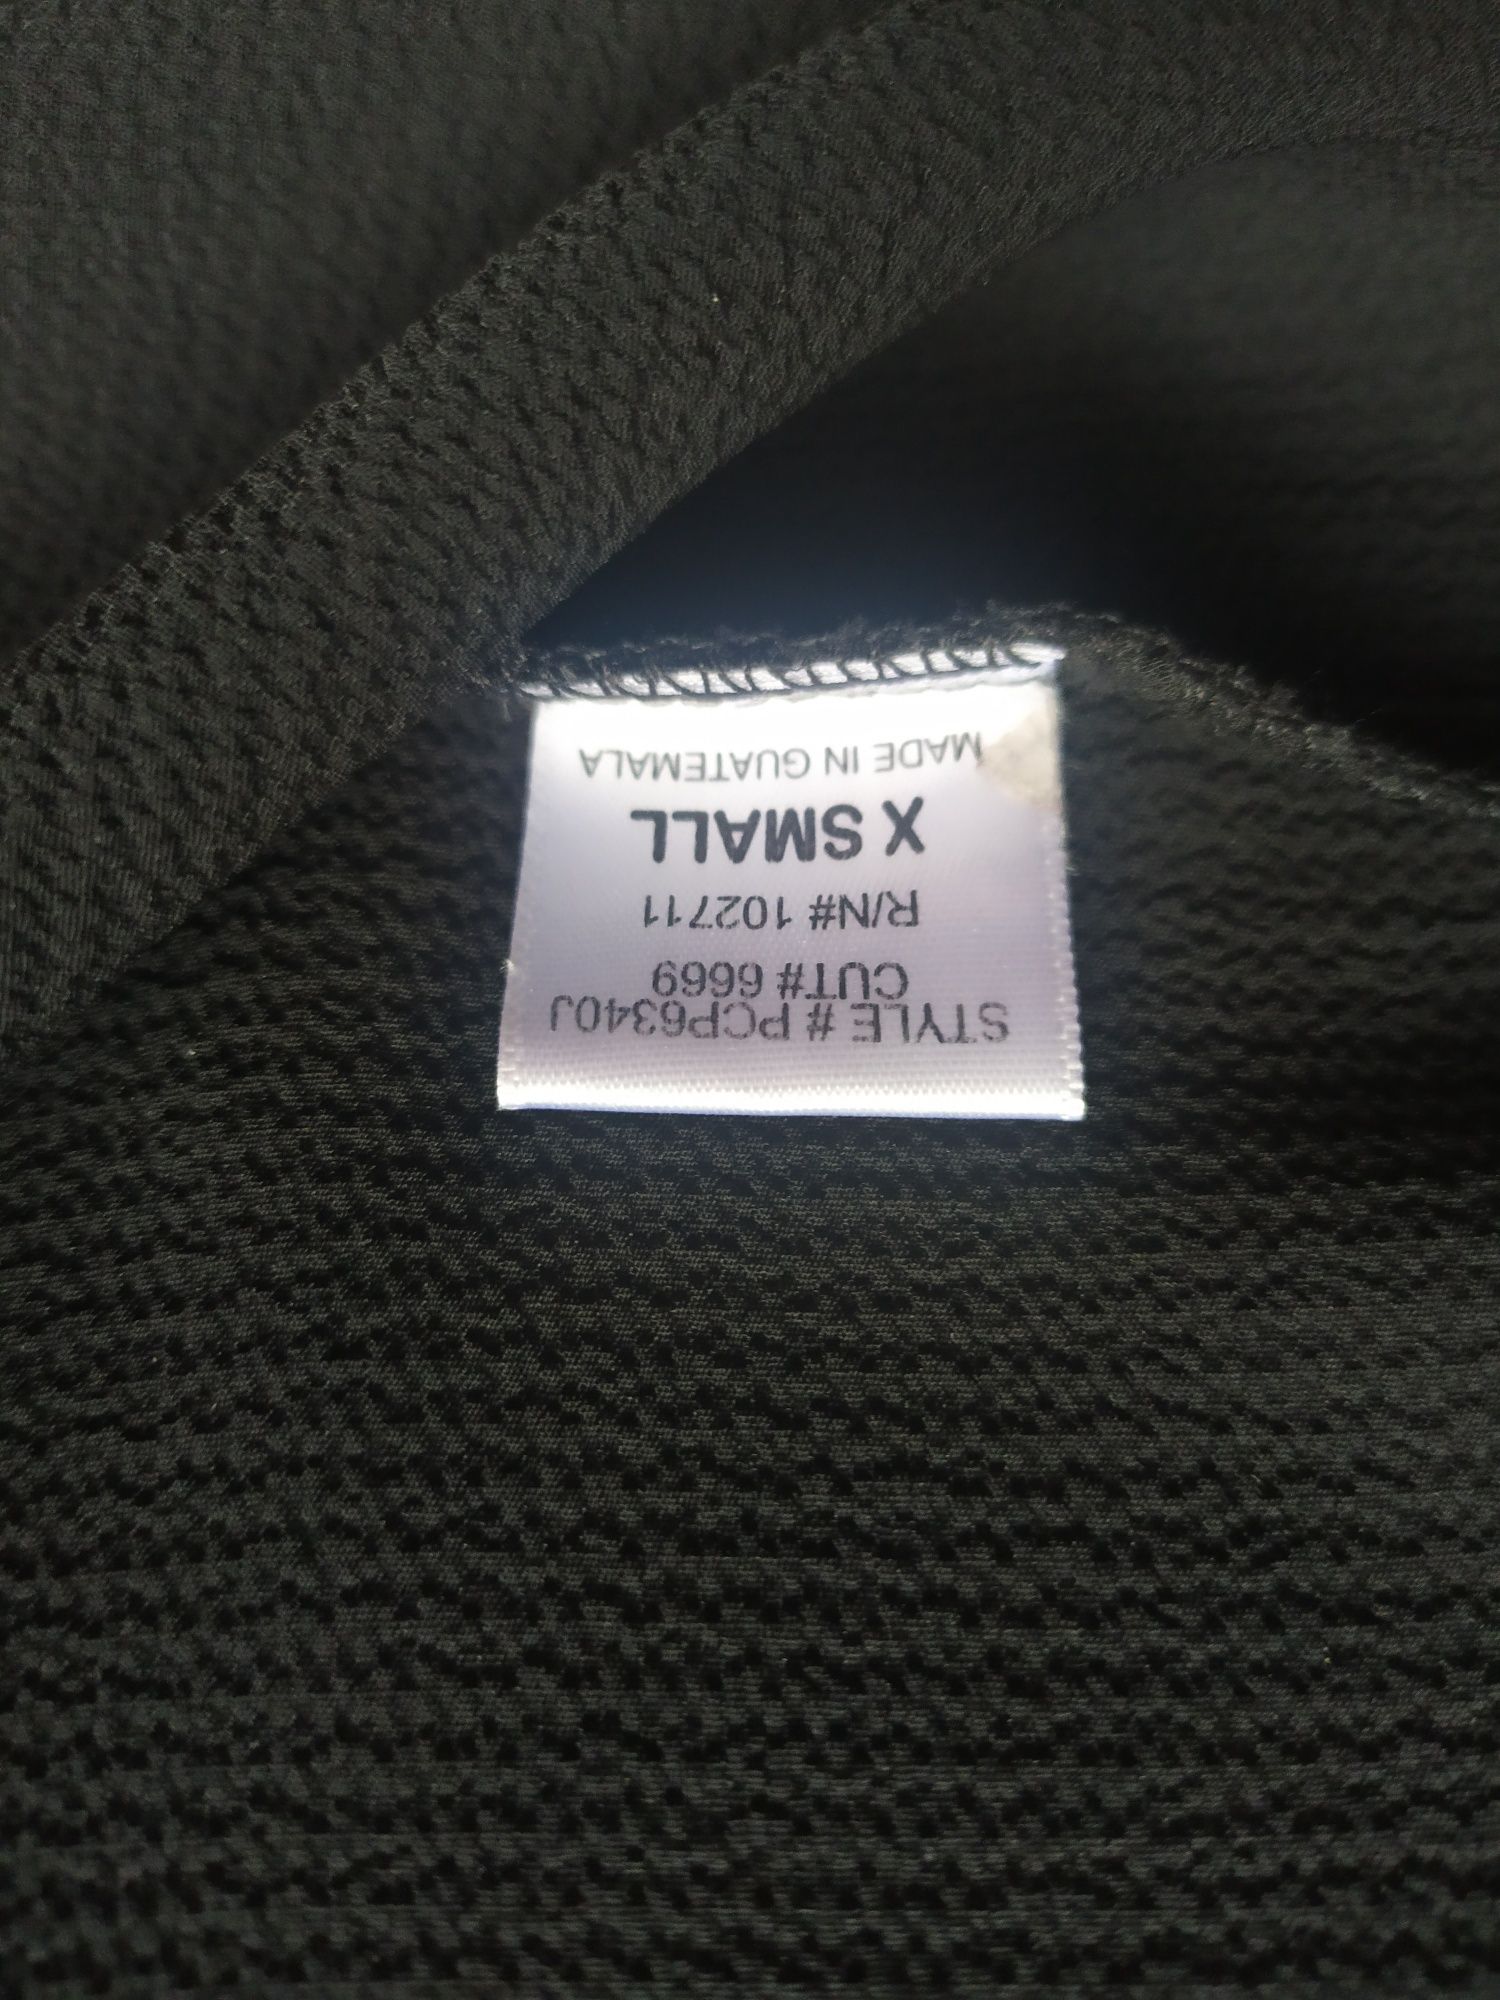 STYLE # PCP6340J
CUT# 6669
R/N# 102711
X SMALL
MADE IN GUATEMALA